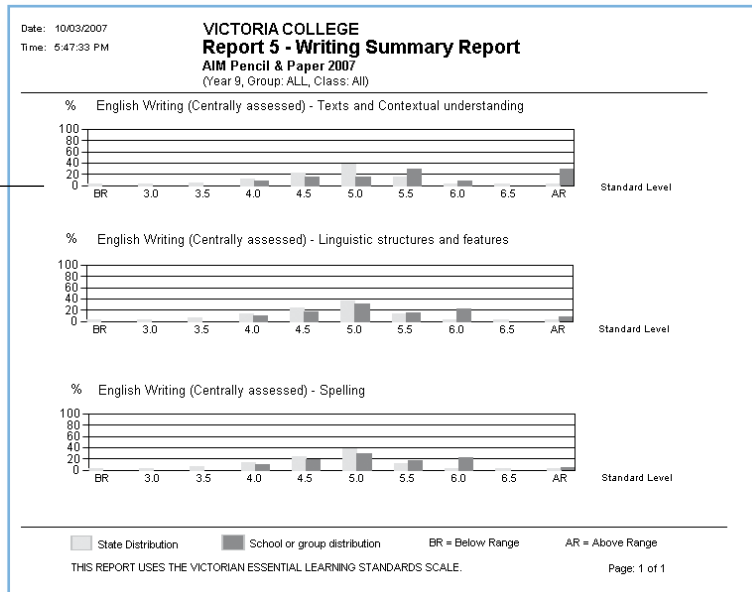 Date: 10/03/2007
Time: 5:47:33 PM
VICTORIA COLLEGE
Report 5 - Writing Summary Report
AIM Pencil & Paper 2007
(Year 9, Group: ALL, Class: All)
% English Writing (Centrally assessed) - Texts and Contextual understanding
100
80
60
40
20
0
BR 3.0 3.5 4.0 4.5 5.0 5.5 6.0 6.5 AR Standard Level
% English Writing (Centrally assessed) - Linguistic structures and features
100
80
60
40
20
0
BR 3.0 3.5 4.0 4.5 5.0 5.5 6.0 6.5 AR Standard Level
% English Writing (Centrally assessed) - Spelling
100
80
60
40
20
0
BR 3.0 3.5 4.0 4.5 5.0 5.5 6.0 6.5 AR Standard Level
State Distribution School or group distribution BR = Below Range AR = Above Range
THIS REPORT USES THE VICTORIAN ESSENTIAL LEARNING STANDARDS SCALE. Page: 1 of 1